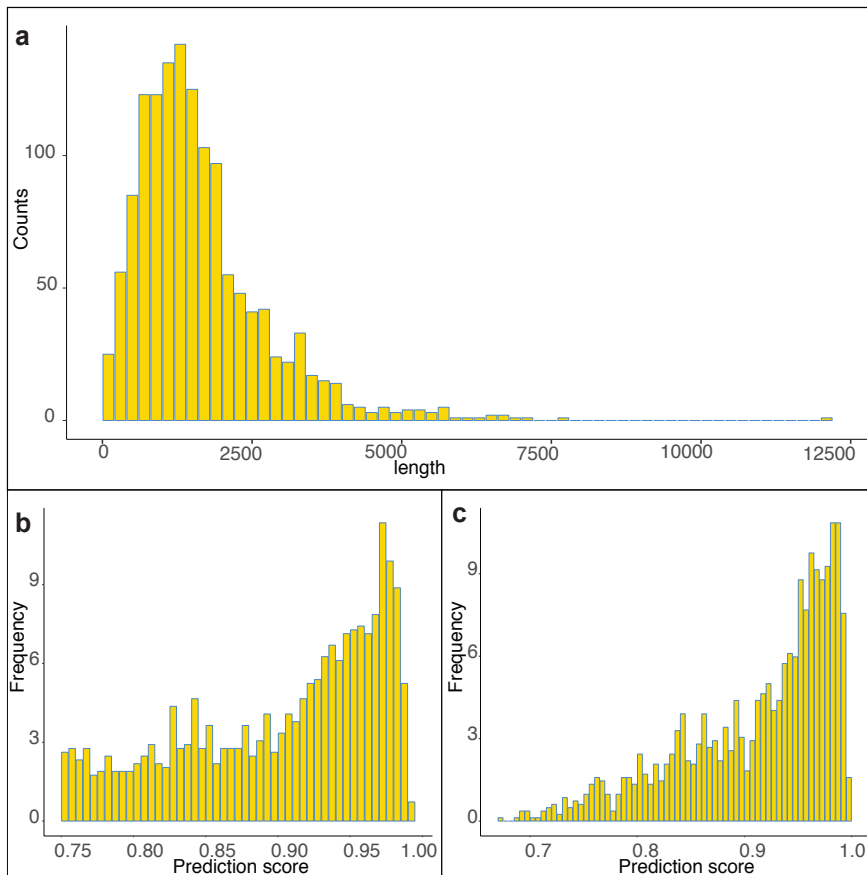 a
Counts
100
50
0
0 2500 5000 7500 10000 12500
length
b
Frequency
9
6
3
0
0.75 0.80 0.85 0.90 0.95 1.00
Prediction score
c
Frequency
9
6
3
0
0.7 0.8 0.9 1.0
Prediction score